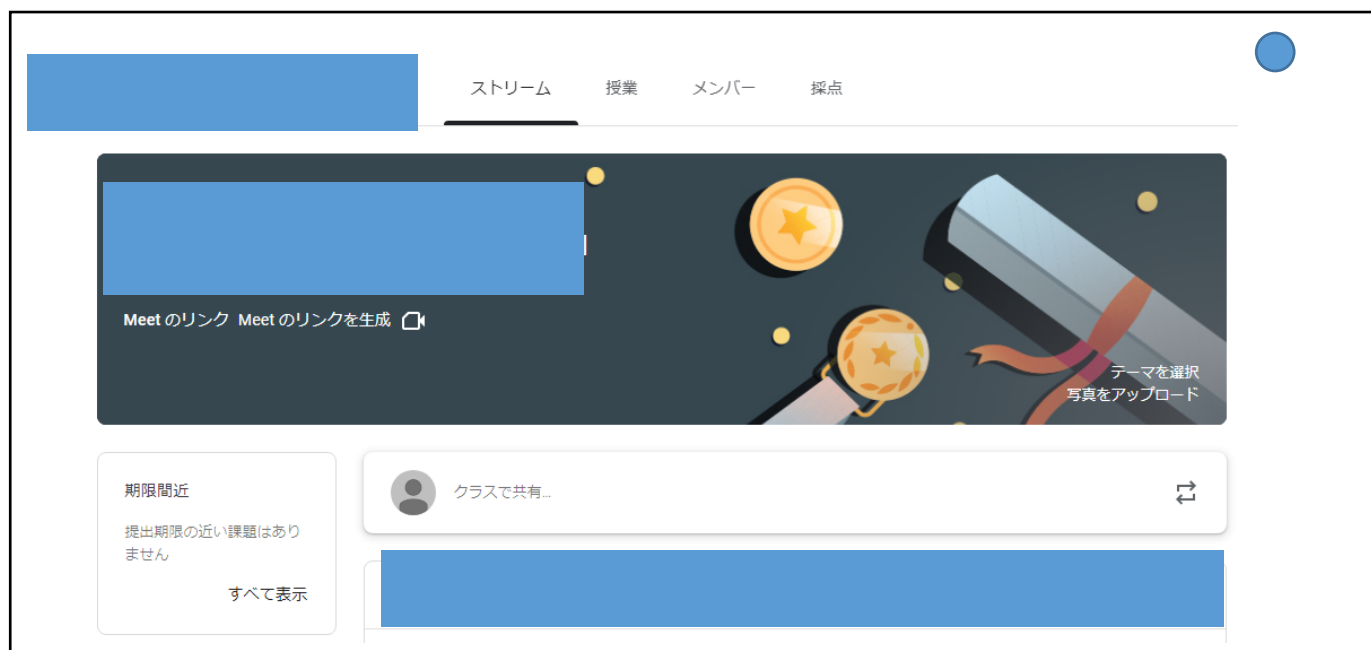 ストリーム 授業 メンバー 採点
Meet のリンク Meet のリンクを生成
テーマを選択
写真をアップロード
期限間近
提出期限の近い課題はあり
ません
すべて表示
クラスで共有...